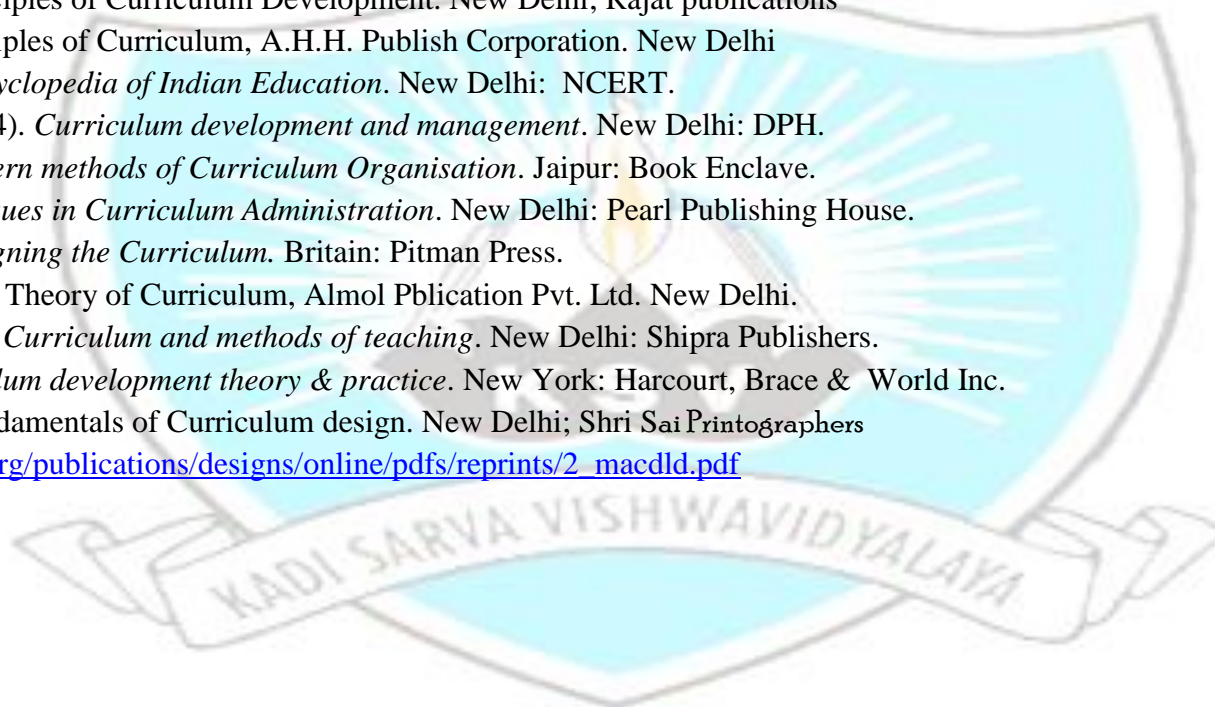 ciples of Curriculum Development. New Delhi; Rajat publications
iples of Curriculum, A.H.H. Publish Corporation. New Delhi
yclopedia of Indian Education. New Delhi: NCERT.
4). Curriculum development and management. New Delhi: DPH.
ern methods of Curriculum Organisation. Jaipur: Book Enclave.
ues in Curriculum Administration. New Delhi: Pearl Publishing House.
gning the Curriculum. Britain: Pitman Press.
Theory of Curriculum, Almol Pblication Pvt. Ltd. New Delhi.
Curriculum and methods of teaching. New Delhi: Shipra Publishers.
lum development theory & practice. New York: Harcourt, Brace & World Inc.
damentals of Curriculum design. New Delhi; Shri Sai Printographers
rg/publications/designs/online/pdfs/reprints/2_macdld.pdf
KSV
KADI SARVA VISHWAVIDYALAYA